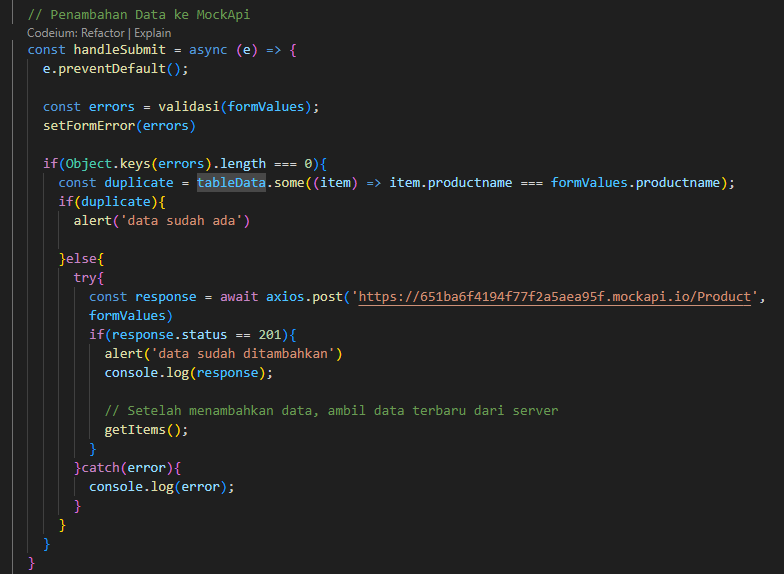 // Penambahan Data ke MockApi
Codeium: Refactor | Explain
const handleSubmit = async (e) => {
e.preventDefault();
const errors = validasi(formValues);
setFormError(errors)
if(Object.keys(errors).length === 0){
const duplicate = tableData.some((item) => item.productname === formValues.productname);
if(duplicate){
alert('data sudah ada')
}else{
try{
const response = await axios.post('https://651ba6f4194f77f2a5aea95f.mockapi.io/Product',
formValues)
if(response.status == 201){
alert('data sudah ditambahkan')
console.log(response);
// Setelah menambahkan data, ambil data terbaru dari server
getItems();
}
}catch(error){
console.log(error);
}
}
}
}